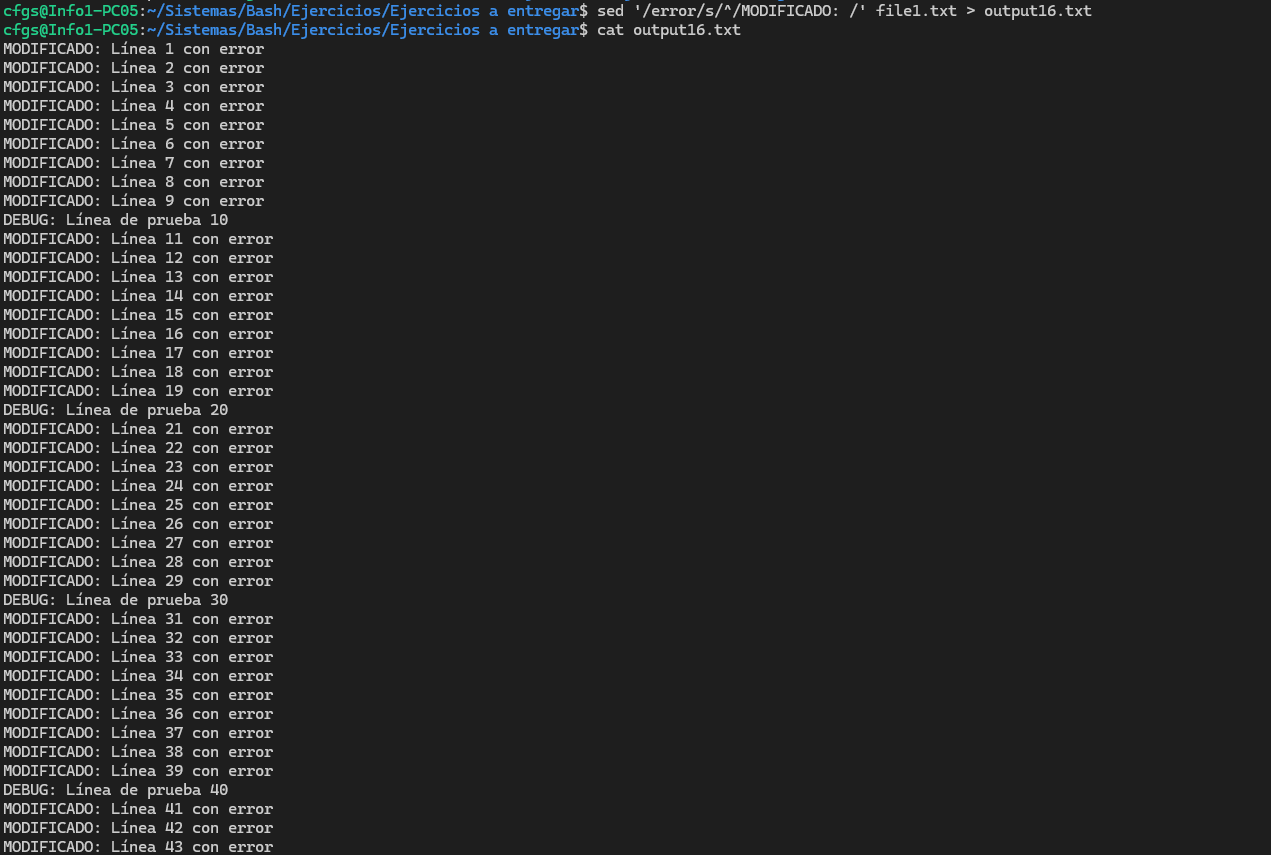 cfgs@Info1-PC05:~/Sistemas/Bash/Ejercicios/Ejercicios a entregar$ sed '/error/s/^/MODIFICADO: /' file1.txt > output16.txt
cfgs@Info1-PC05:~/Sistemas/Bash/Ejercicios/Ejercicios a entregar$ cat output16.txt
MODIFICADO: Línea 1 con error
MODIFICADO: Línea 2 con error
MODIFICADO: Línea 3 con error
MODIFICADO: Línea 4 con error
MODIFICADO: Línea 5 con error
MODIFICADO: Línea 6 con error
MODIFICADO: Línea 7 con error
MODIFICADO: Línea 8 con error
MODIFICADO: Línea 9 con error
DEBUG: Línea de prueba 10
MODIFICADO: Línea 11 con error
MODIFICADO: Línea 12 con error
MODIFICADO: Línea 13 con error
MODIFICADO: Línea 14 con error
MODIFICADO: Línea 15 con error
MODIFICADO: Línea 16 con error
MODIFICADO: Línea 17 con error
MODIFICADO: Línea 18 con error
MODIFICADO: Línea 19 con error
DEBUG: Línea de prueba 20
MODIFICADO: Línea 21 con error
MODIFICADO: Línea 22 con error
MODIFICADO: Línea 23 con error
MODIFICADO: Línea 24 con error
MODIFICADO: Línea 25 con error
MODIFICADO: Línea 26 con error
MODIFICADO: Línea 27 con error
MODIFICADO: Línea 28 con error
MODIFICADO: Línea 29 con error
DEBUG: Línea de prueba 30
MODIFICADO: Línea 31 con error
MODIFICADO: Línea 32 con error
MODIFICADO: Línea 33 con error
MODIFICADO: Línea 34 con error
MODIFICADO: Línea 35 con error
MODIFICADO: Línea 36 con error
MODIFICADO: Línea 37 con error
MODIFICADO: Línea 38 con error
MODIFICADO: Línea 39 con error
DEBUG: Línea de prueba 40
MODIFICADO: Línea 41 con error
MODIFICADO: Línea 42 con error
MODIFICADO: Línea 43 con error